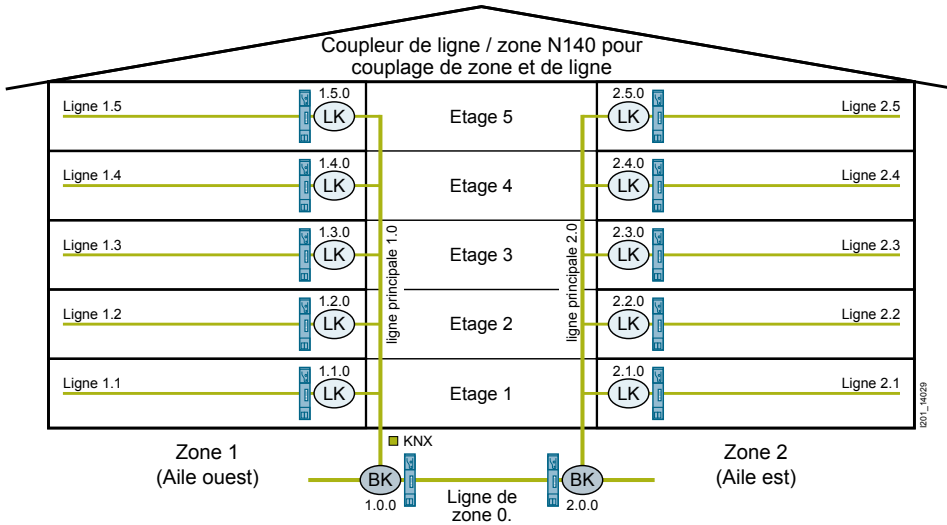 Coupleur de ligne / zone N140 pour
couplage de zone et de ligne
Ligne 1.5
1.5.0
LK
Etage 5
2.5.0
LK
Ligne 2.5
Ligne 1.4
1.4.0
LK
Etage 4
2.4.0
LK
Ligne 2.4
Ligne 1.3
1.3.0
LK
Etage 3
2.3.0
LK
Ligne 2.3
ligne principale 1.0
ligne principale 2.0
Ligne 1.2
1.2.0
LK
Etage 2
2.2.0
LK
Ligne 2.2
Ligne 1.1
1.1.0
LK
Etage 1
2.1.0
LK
Ligne 2.1
I201_14029
Zone 1
(Aile ouest)
KNX
Zone 2
(Aile est)
BK
1.0.0
Ligne de
zone 0.
BK
2.0.0